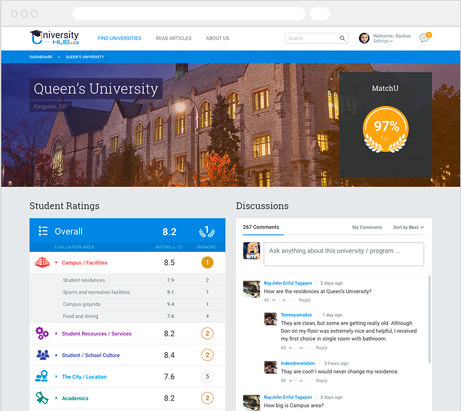 University
HUB.ca
FIND UNIVERSITIES
READ ARTICLES
ABOUT US
Search
Welcome, Saulius
Settings
DASHBOARD
QUEEN'S UNIVERSITY
Queen's University
Kingston, ON
MatchU
97%
Student Ratings
Overall 8.2 1
EVALUATION AREA RATING 0/10 RANKING
Campus / Facilities 8.5 1
Student residences 7.9 2
Sports and recreation facilities 9.1 1
Campus grounds 9.4 1
Food and dining 7.6 4
Student Recources / Services 8.2 2
Student / School Culture 8.4 2
The City / Location 7.6 5
Academics 8.2 2
Discussions
267 Comments My Comments Sort by Best
Ask anything about this university / program ...
RayJohn Eriful Tagayen · 2 days ago
How are the residences at Queen's University?
45 Reply
Tommysmallxx · 1 day ago
They are clean, but some are getting really old. Although
Don on my floor was extremely nice and helpful, I received
my first choice in single room with bathroom.
45 Reply
Indeedrevelation · 3 hours ago
They are cool! I would never change my residence.
45 Reply
RayJohn Eriful Tagayen · 2 days ago
How big is Campus area?